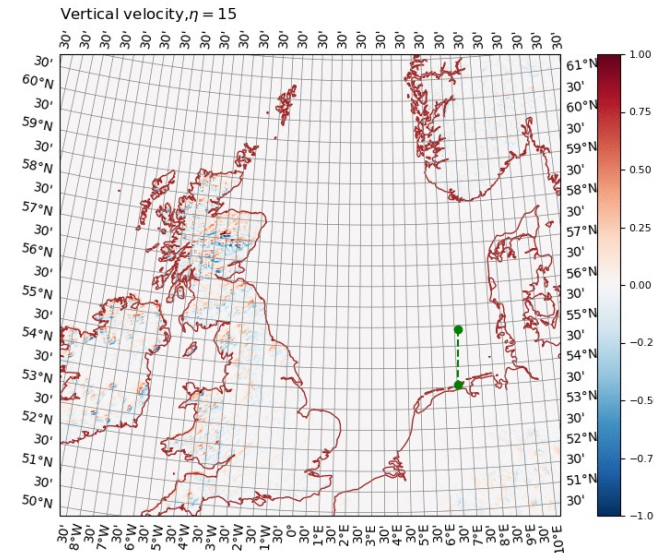 Vertical velocity,η = 15
30' 30' 30' 30' 30' 30' 30' 30' 30' 30' 30' 30' 30' 30' 30' 30' 30' 30' 30' 30'
30'
60°N
30'
59°N
30'
58°N
30'
57°N
30'
56°N
30'
55°N
30'
54°N
30'
53°N
30'
52°N
30'
51°N
30'
50°N
61°N
30'
60°N
30'
59°N
30'
58°N
30'
57°N
30'
56°N
30'
55°N
30'
54°N
30'
53°N
30'
52°N
30'
51°N
30'
30' 8°W 30' 7°W 30' 6°W 30' 5°W 30' 4°W 30' 3°W 30' 2°W 30' 1°W 30' 0° 30' 1°E 30' 2°E 30' 3°E 30' 4°E 30' 5°E 30' 6°E 30' 7°E 30' 8°E 30' 9°E 30' 10°E
1.00
0.75
0.50
0.25
0.00
−0.2
−0.5
−0.7
−1.0